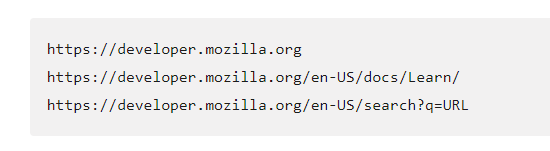 https://developer.mozilla.org
https://developer.mozilla.org/en-US/docs/Learn/
https://developer.mozilla.org/en-US/search?q=URL